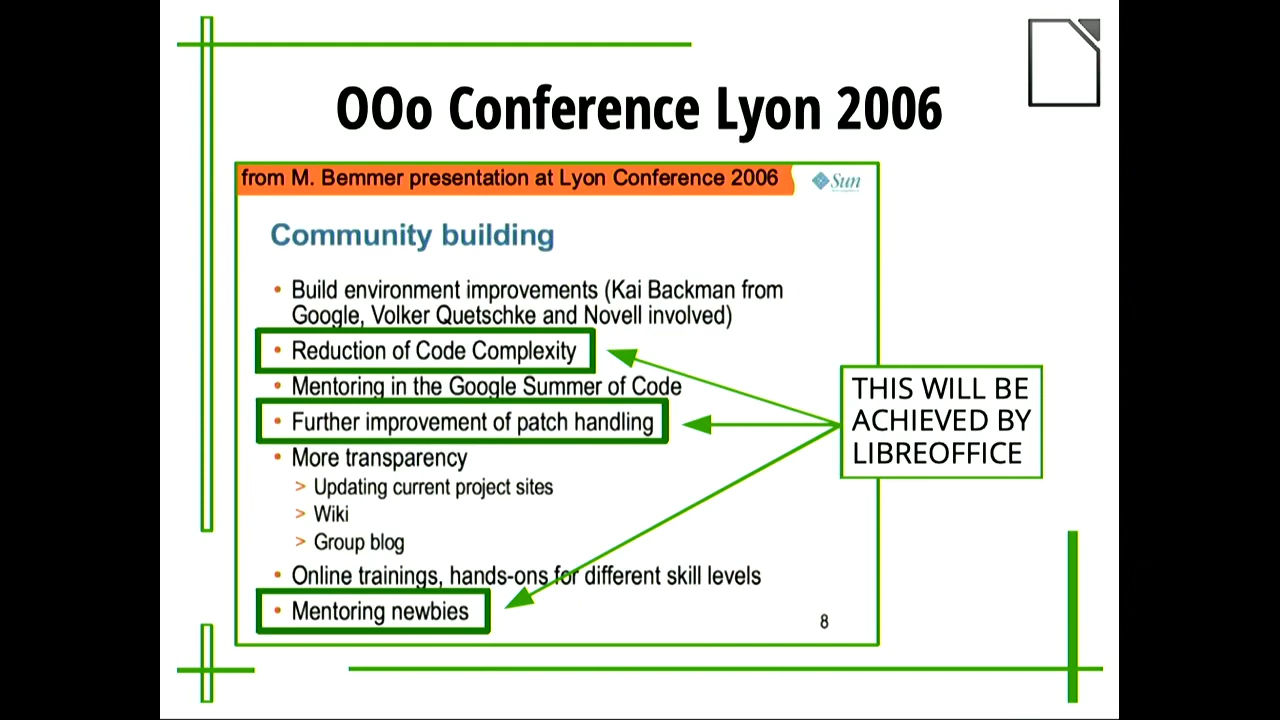 OOo Conference Lyon 2006
from M. Bemmer presentation at Lyon Conference 2006
Sun
Community building
• Build environment improvements (Kai Backman from
Google, Volker Quetschke and Novell involved)
• Reduction of Code Complexity
• Mentoring in the Google Summer of Code
• Further improvement of patch handling
• More transparency
> Updating current project sites
> Wiki
> Group blog
• Online trainings, hands-ons for different skill levels
• Mentoring newbies
8
THIS WILL BE
ACHIEVED BY
LIBREOFFICE